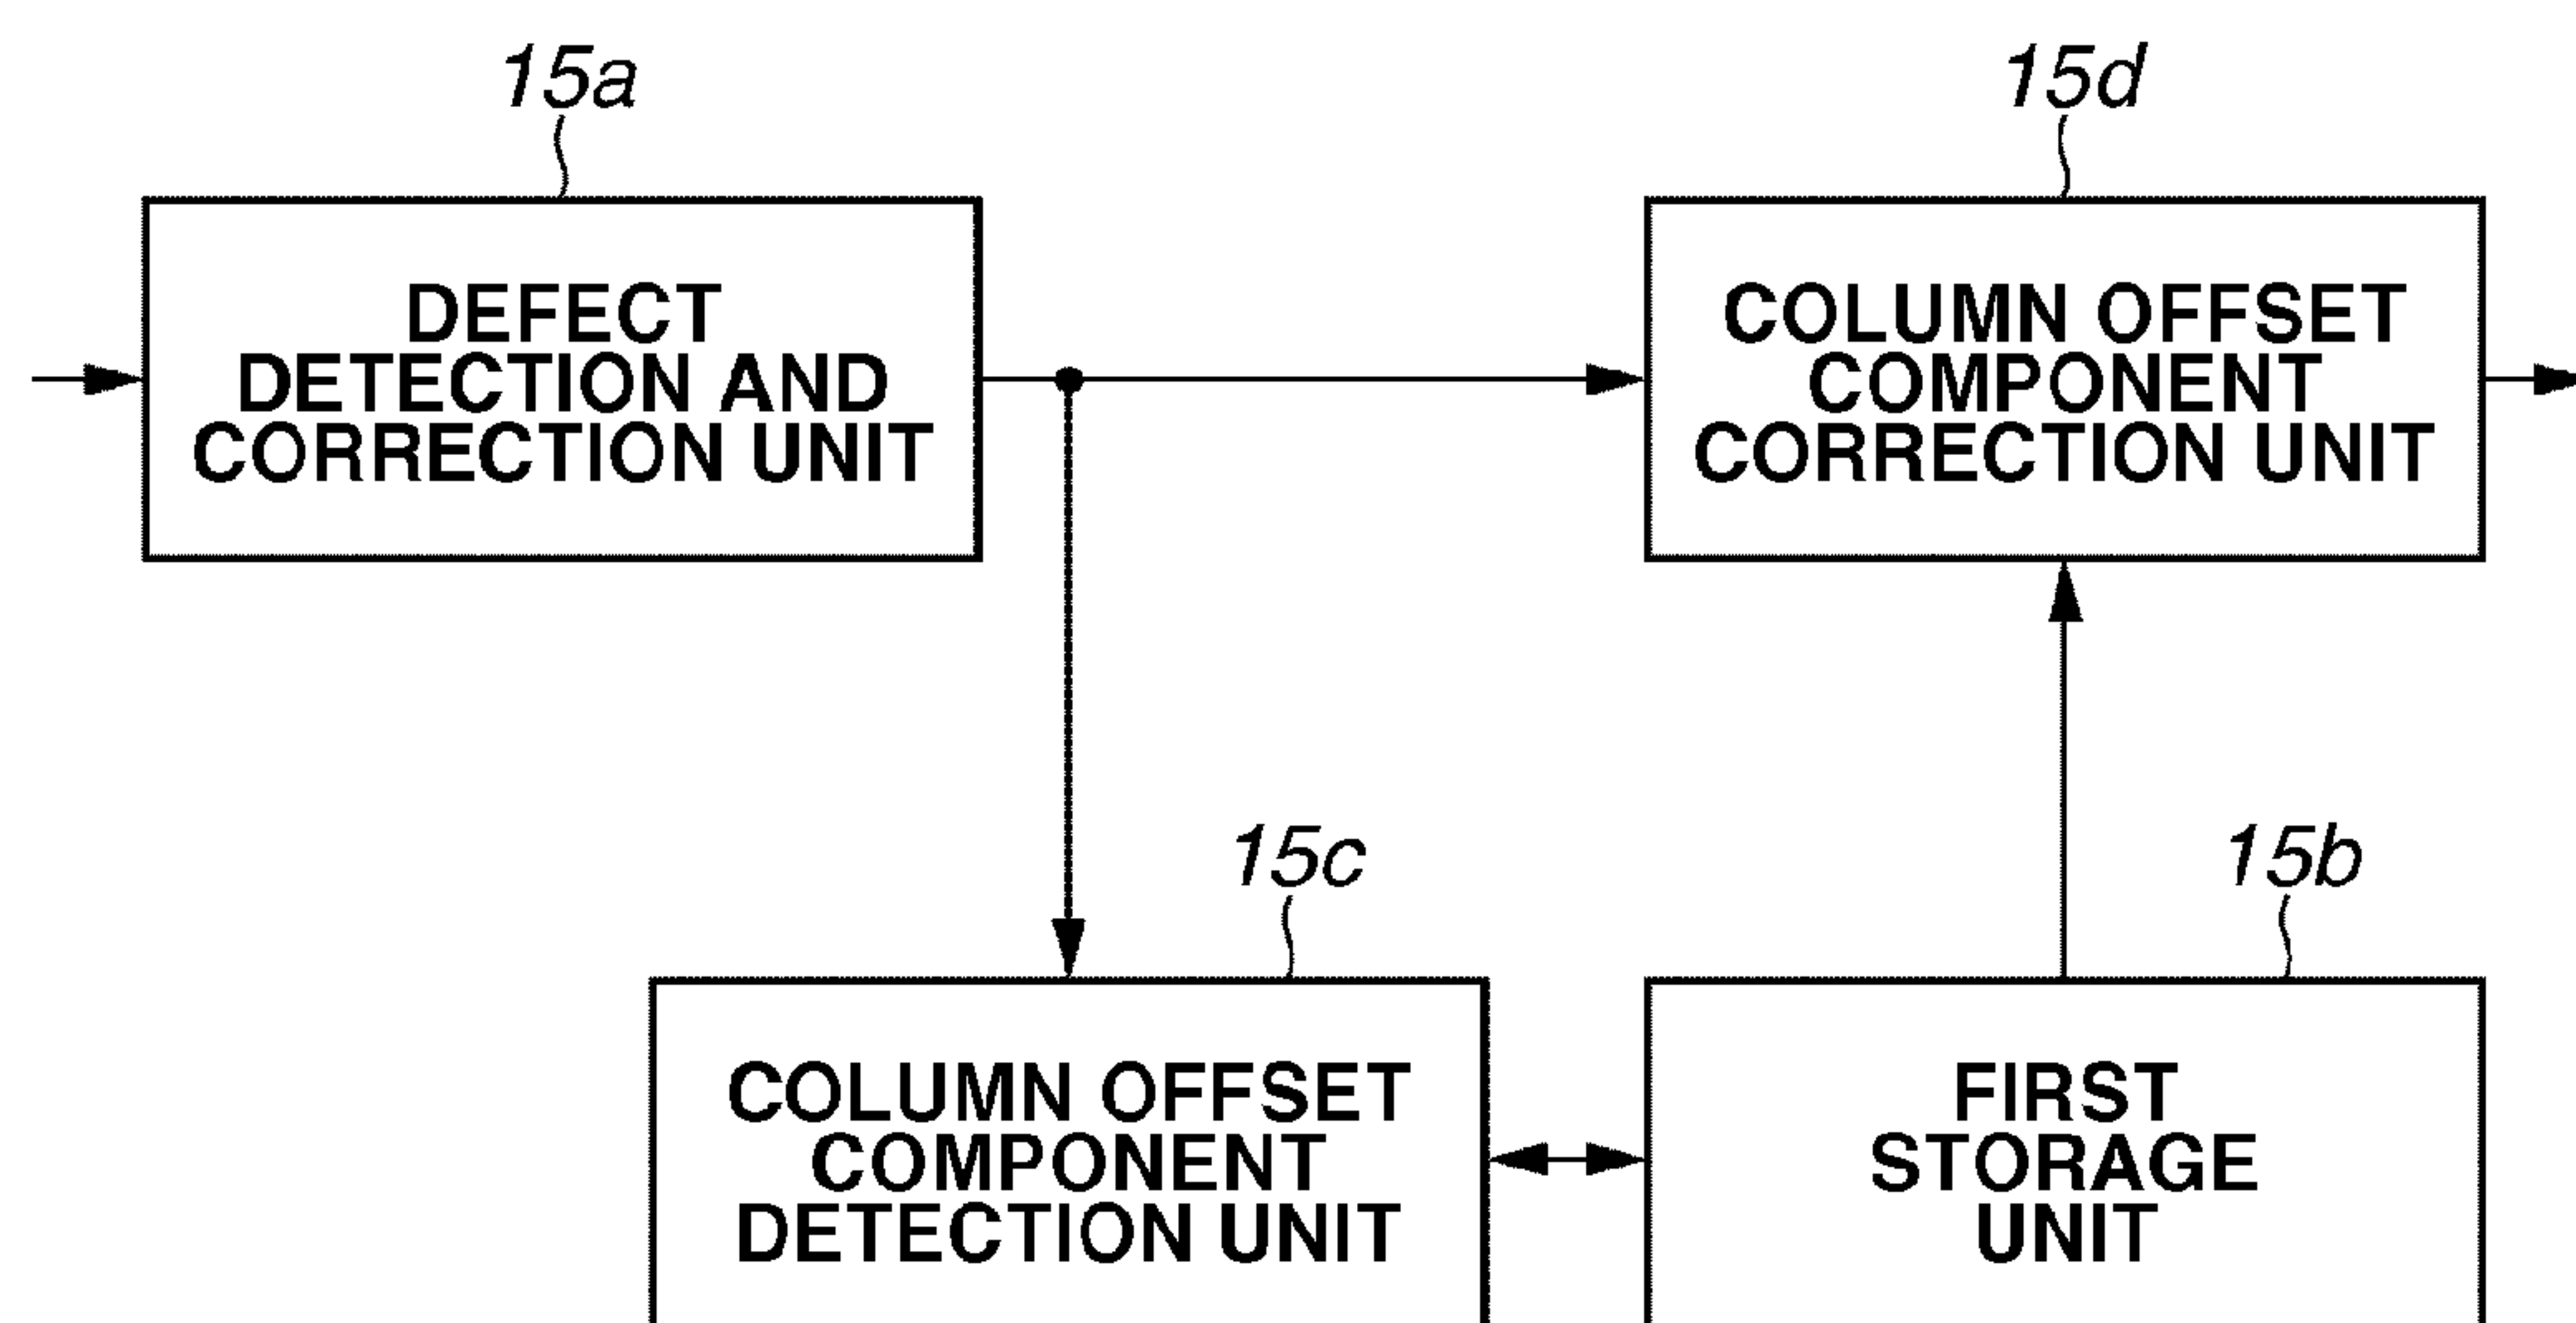 15a
DEFECT
DETECTION AND
CORRECTION UNIT
15d
COLUMN OFFSET
COMPONENT
CORRECTION UNIT
15c
COLUMN OFFSET
COMPONENT
DETECTION UNIT
15b
FIRST
STORAGE
UNIT